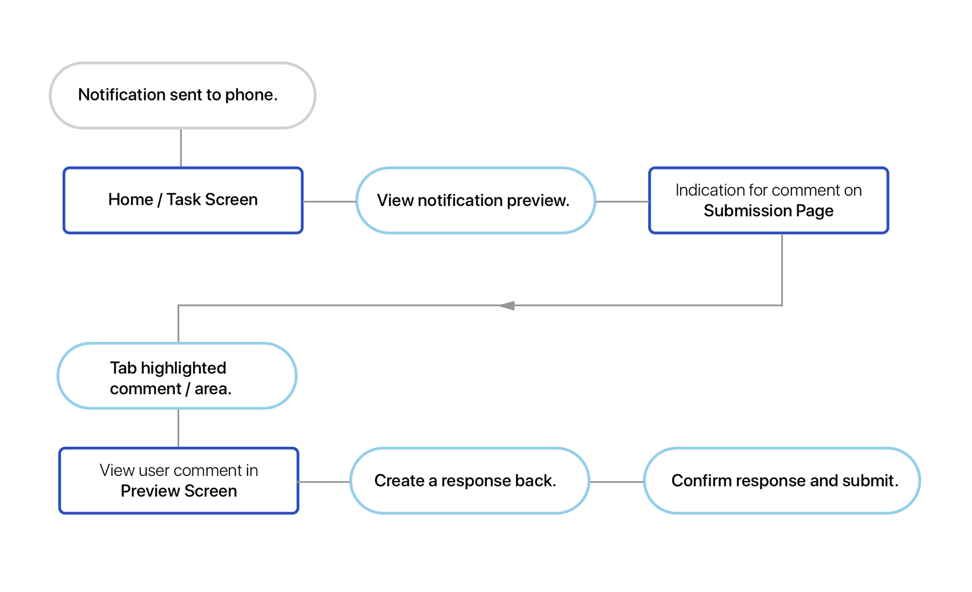 Notification sent to phone.
Home / Task Screen
View notification preview.
Indication for comment on
Submission Page
Tab highlighted
comment / area.
View user comment in
Preview Screen
Create a response back.
Confirm response and submit.